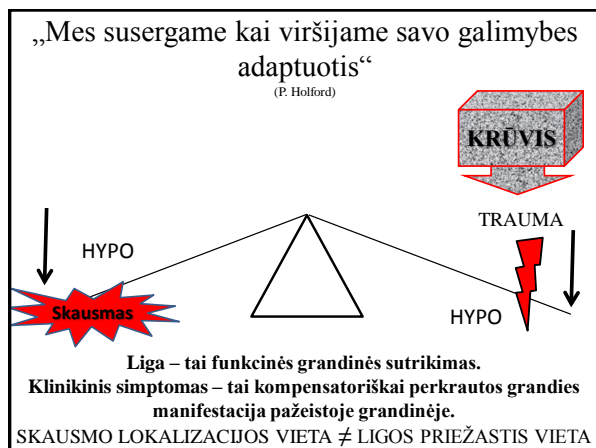 „Mes susergame kai viršijame savo galimybes
adaptuotis“
(P. Holford)
KRŪVIS
TRAUMA
HYPO
Skausmas
HYPO
Liga – tai funkcinės grandinės sutrikimas.
Klinikinis simptomas – tai kompensatoriškai perkrautos grandies
manifestacija pažeistoje grandinėje.
SKAUSMO LOKALIZACIJOS VIETA ≠ LIGOS PRIEŽASTIS VIETA